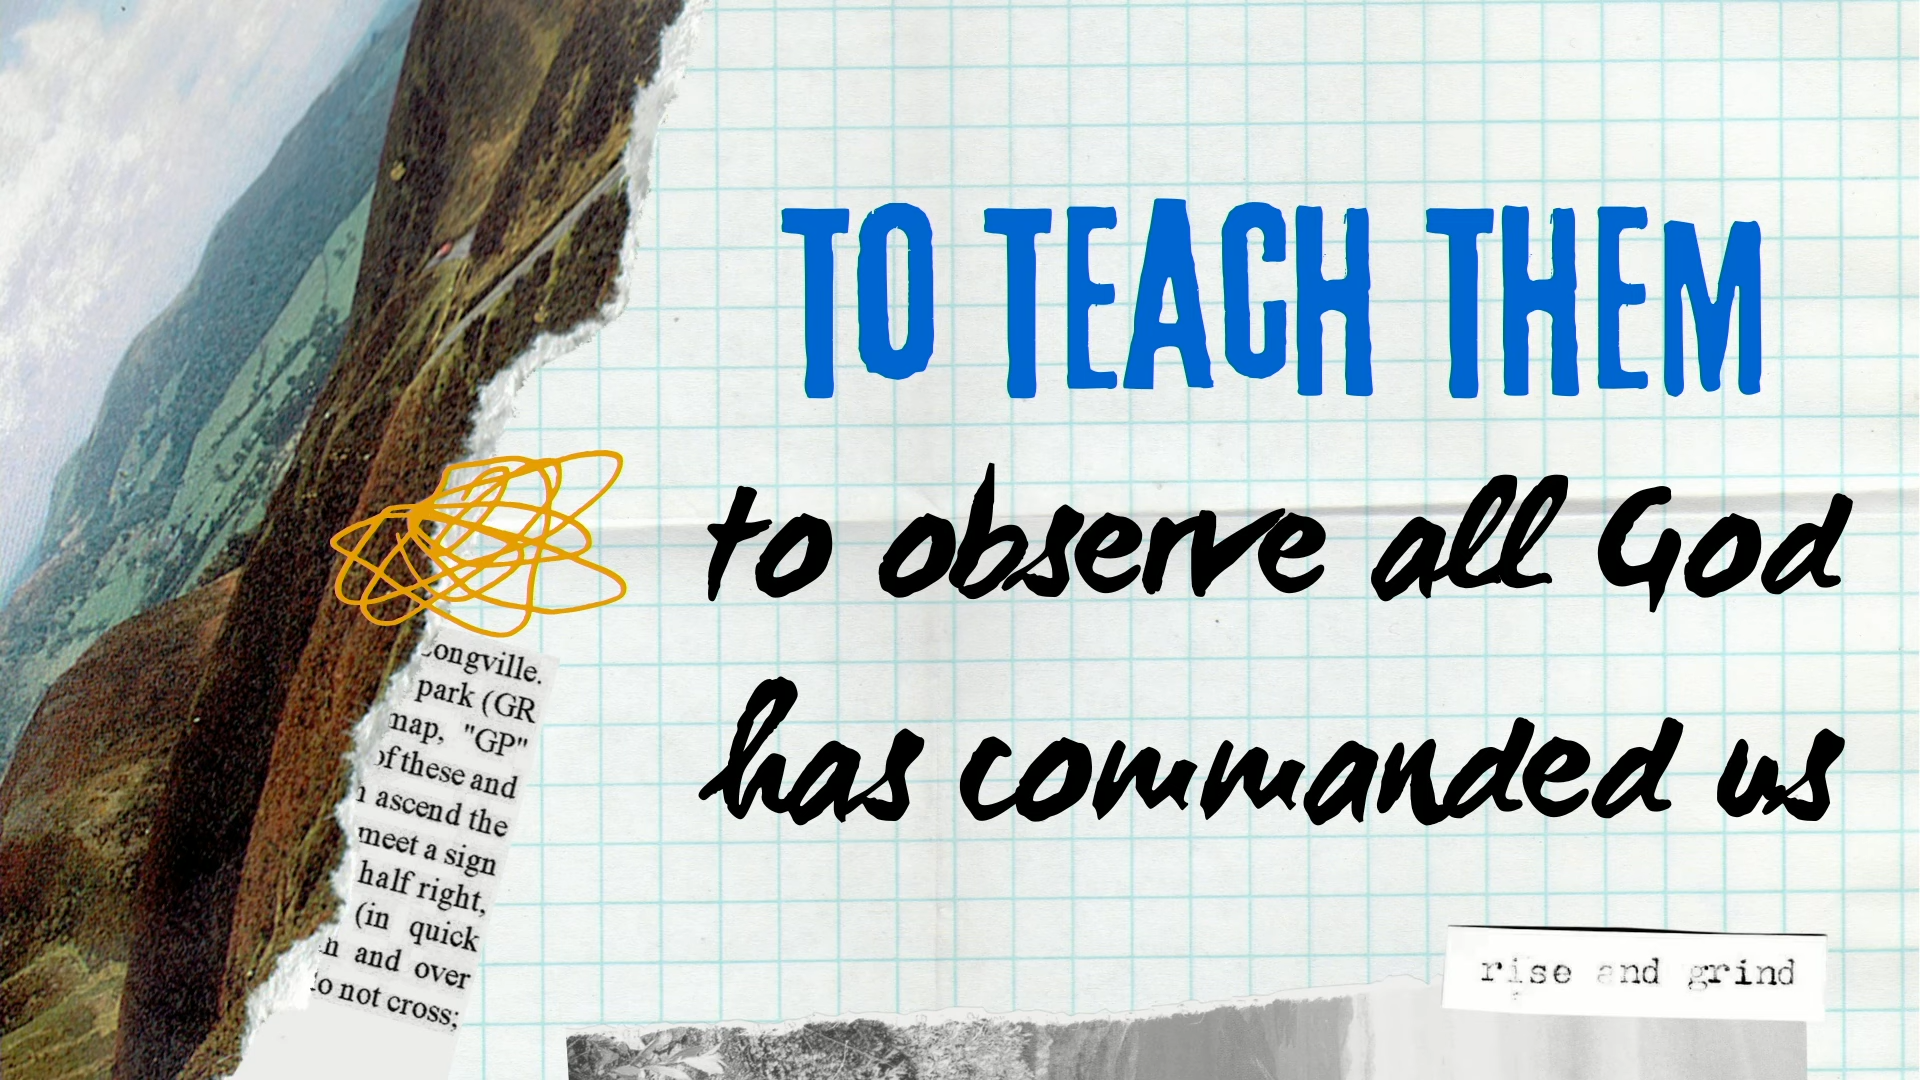 TO TEACH THEM
to observe all God
has commanded us
ongville.
park (GR
map, "GP"
of these and
ascend the
meet a sign
half right,
(in quick
and over
not cross;
rise and grind